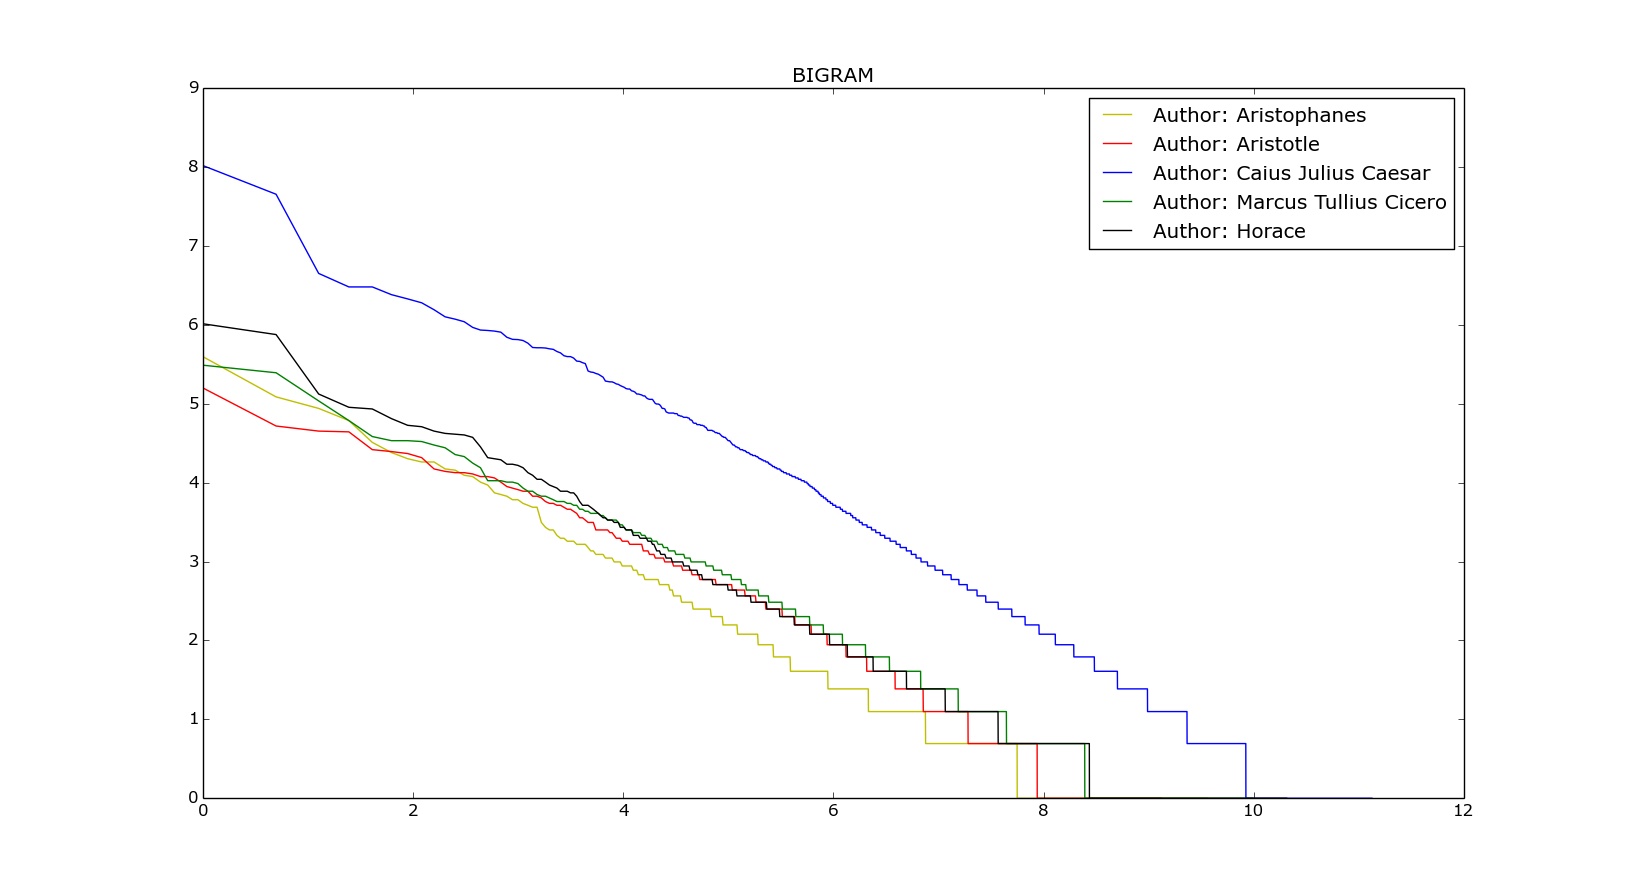 BIGRAM
9
8
7
6
5
4
3
2
1
0
0 2 4 6 8 10 12
Author: Aristophanes
Author: Aristotle
Author: Caius Julius Caesar
Author: Marcus Tullius Cicero
Author: Horace